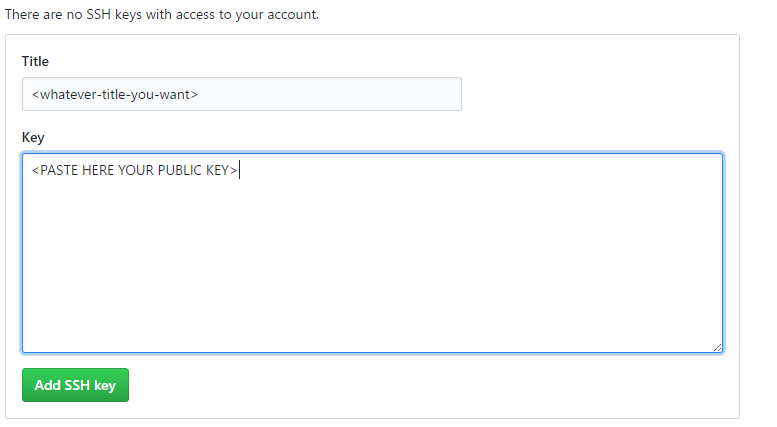 There are no SSH keys with access to your account.
Title
<whatever-title-you-want>
Key
<PASTE HERE YOUR PUBLIC KEY>
Add SSH key